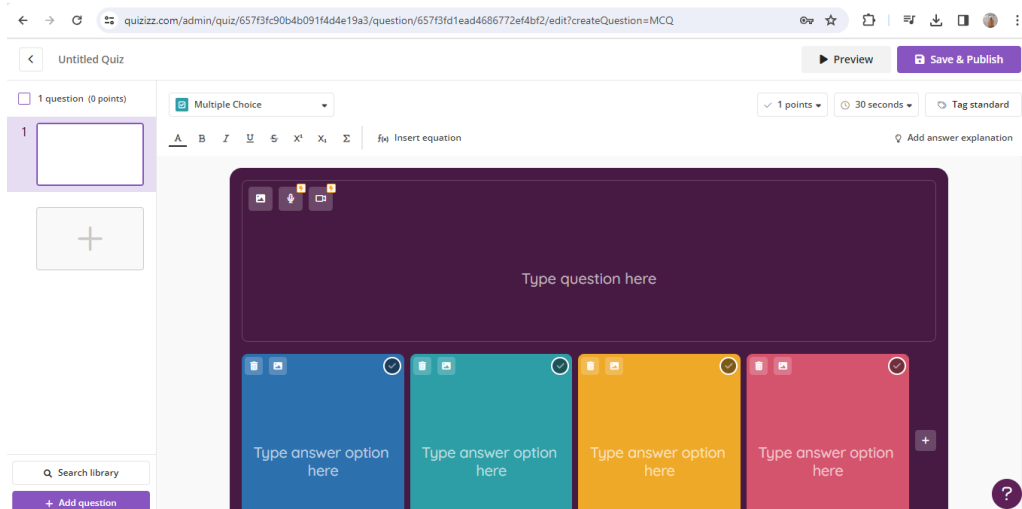 quizizz.com/admin/quiz/657f3fc90b4b091f4d4e19a3/question/657f3fd1ead4686772ef4bf2/edit?createQuestion=MCQ
Untitled Quiz
Preview
Save & Publish
1 question (0 points)
Multiple Choice
1 points
30 seconds
Tag standard
1
A B I U S X¹ X₁ Σ f(x) Insert equation
Add answer explanation
Type question here
Type answer option
here
Type answer option
here
Type answer option
here
Type answer option
here
+
Search library
+ Add question
?